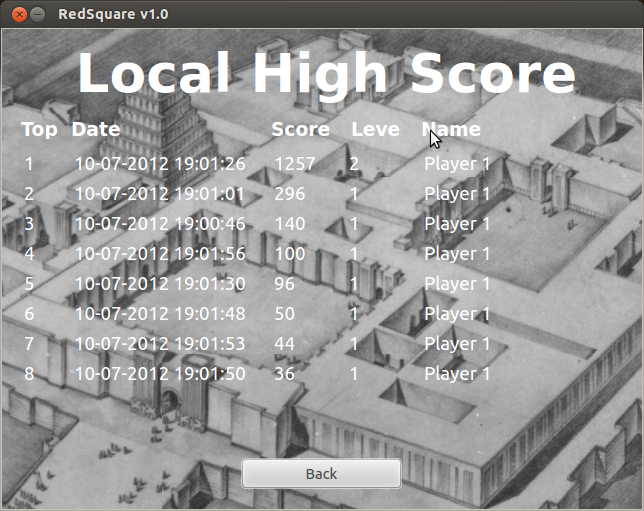 RedSquare v1.0
Local High Score
Top Date Score Level Name
1 10-07-2012 19:01:26 1257 2 Player 1
2 10-07-2012 19:01:01 296 1 Player 1
3 10-07-2012 19:00:46 140 1 Player 1
4 10-07-2012 19:01:56 100 1 Player 1
5 10-07-2012 19:01:30 96 1 Player 1
6 10-07-2012 19:01:48 50 1 Player 1
7 10-07-2012 19:01:53 44 1 Player 1
8 10-07-2012 19:01:50 36 1 Player 1
Back